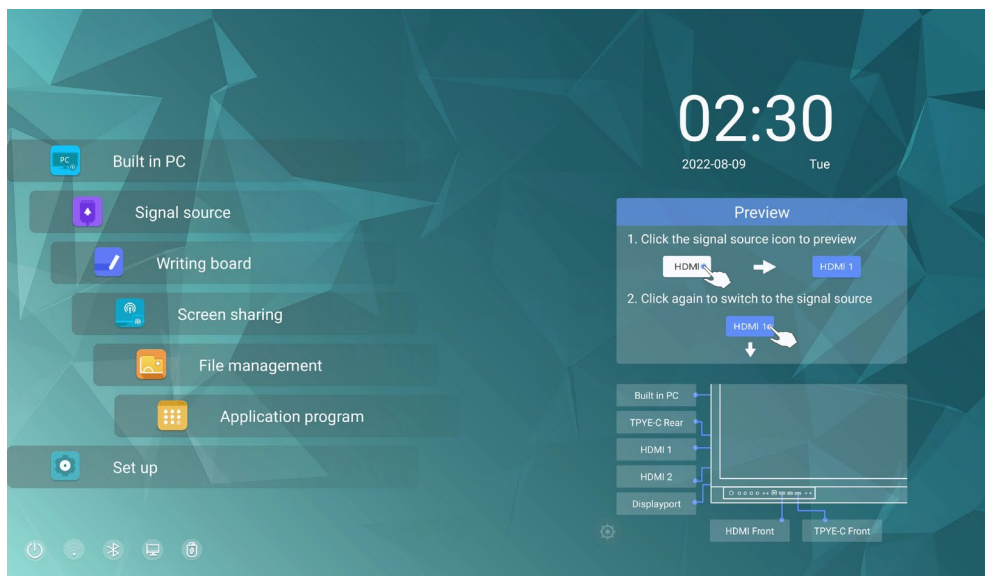 02:30
2022-08-09 Tue
PC
Built in PC
Signal source
Writing board
Screen sharing
File management
Application program
Set up
Preview
1. Click the signal source icon to preview
HDMI
HDMI 1
2. Click again to switch to the signal source
HDMI 1
Built in PC
TPYE-C Rear
HDMI 1
HDMI 2
Displayport
HDMI Front
TPYE-C Front